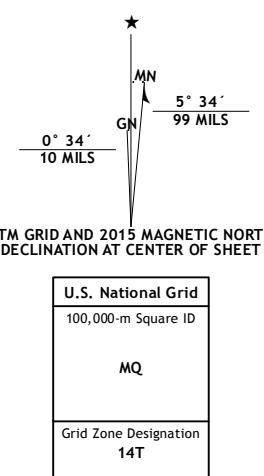 ★
MN
GN
5° 34´
99 MILS
0° 34´
10 MILS
TM GRID AND 2015 MAGNETIC NORT
DECLINATION AT CENTER OF SHEET
U.S. National Grid
100,000-m Square ID
MQ
Grid Zone Designation
14T